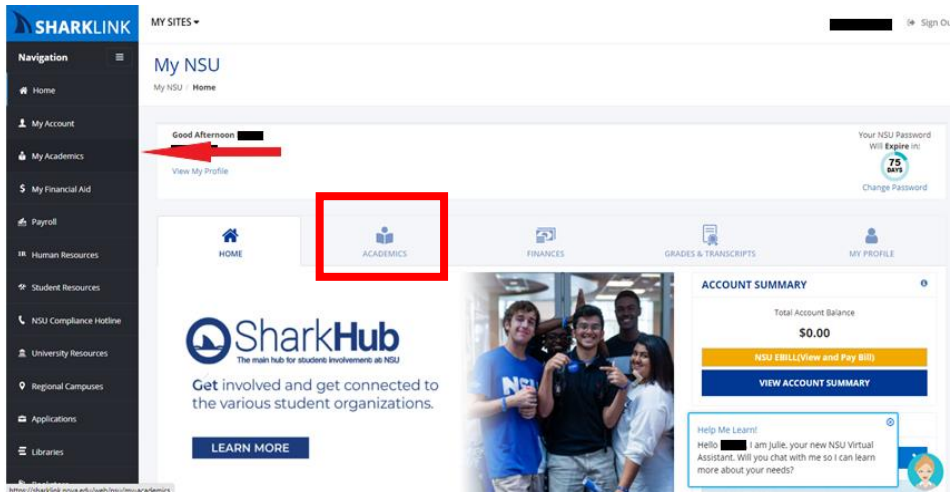 SHARKLINK
MY SITES
Sign Ou
Navigation
Home
My Account
My Academics
My Financial Aid
Payroll
Human Resources
Student Resources
NSU Compliance Hotline
University Resources
Regional Campuses
Applications
Libraries
https://sharklink.nova.edu/web/nsu/my-academics
My NSU
My NSU / Home
Good Afternoon
View My Profile
Your NSU Password
Will Expire in:
75
DAYS
Change Password
HOME
ACADEMICS
FINANCES
GRADES & TRANSCRIPTS
MY PROFILE
SharkHub
The main hub for student involvements at NSU
Get involved and get connected to
the various student organizations.
LEARN MORE
NSU
ACCOUNT SUMMARY
Total Account Balance
$0.00
NSU EBILL(View and Pay Bill)
VIEW ACCOUNT SUMMARY
Help Me Learn!
Hello , I am Julie, your new NSU Virtual
Assistant. Will you chat with me so I can learn
more about your needs?